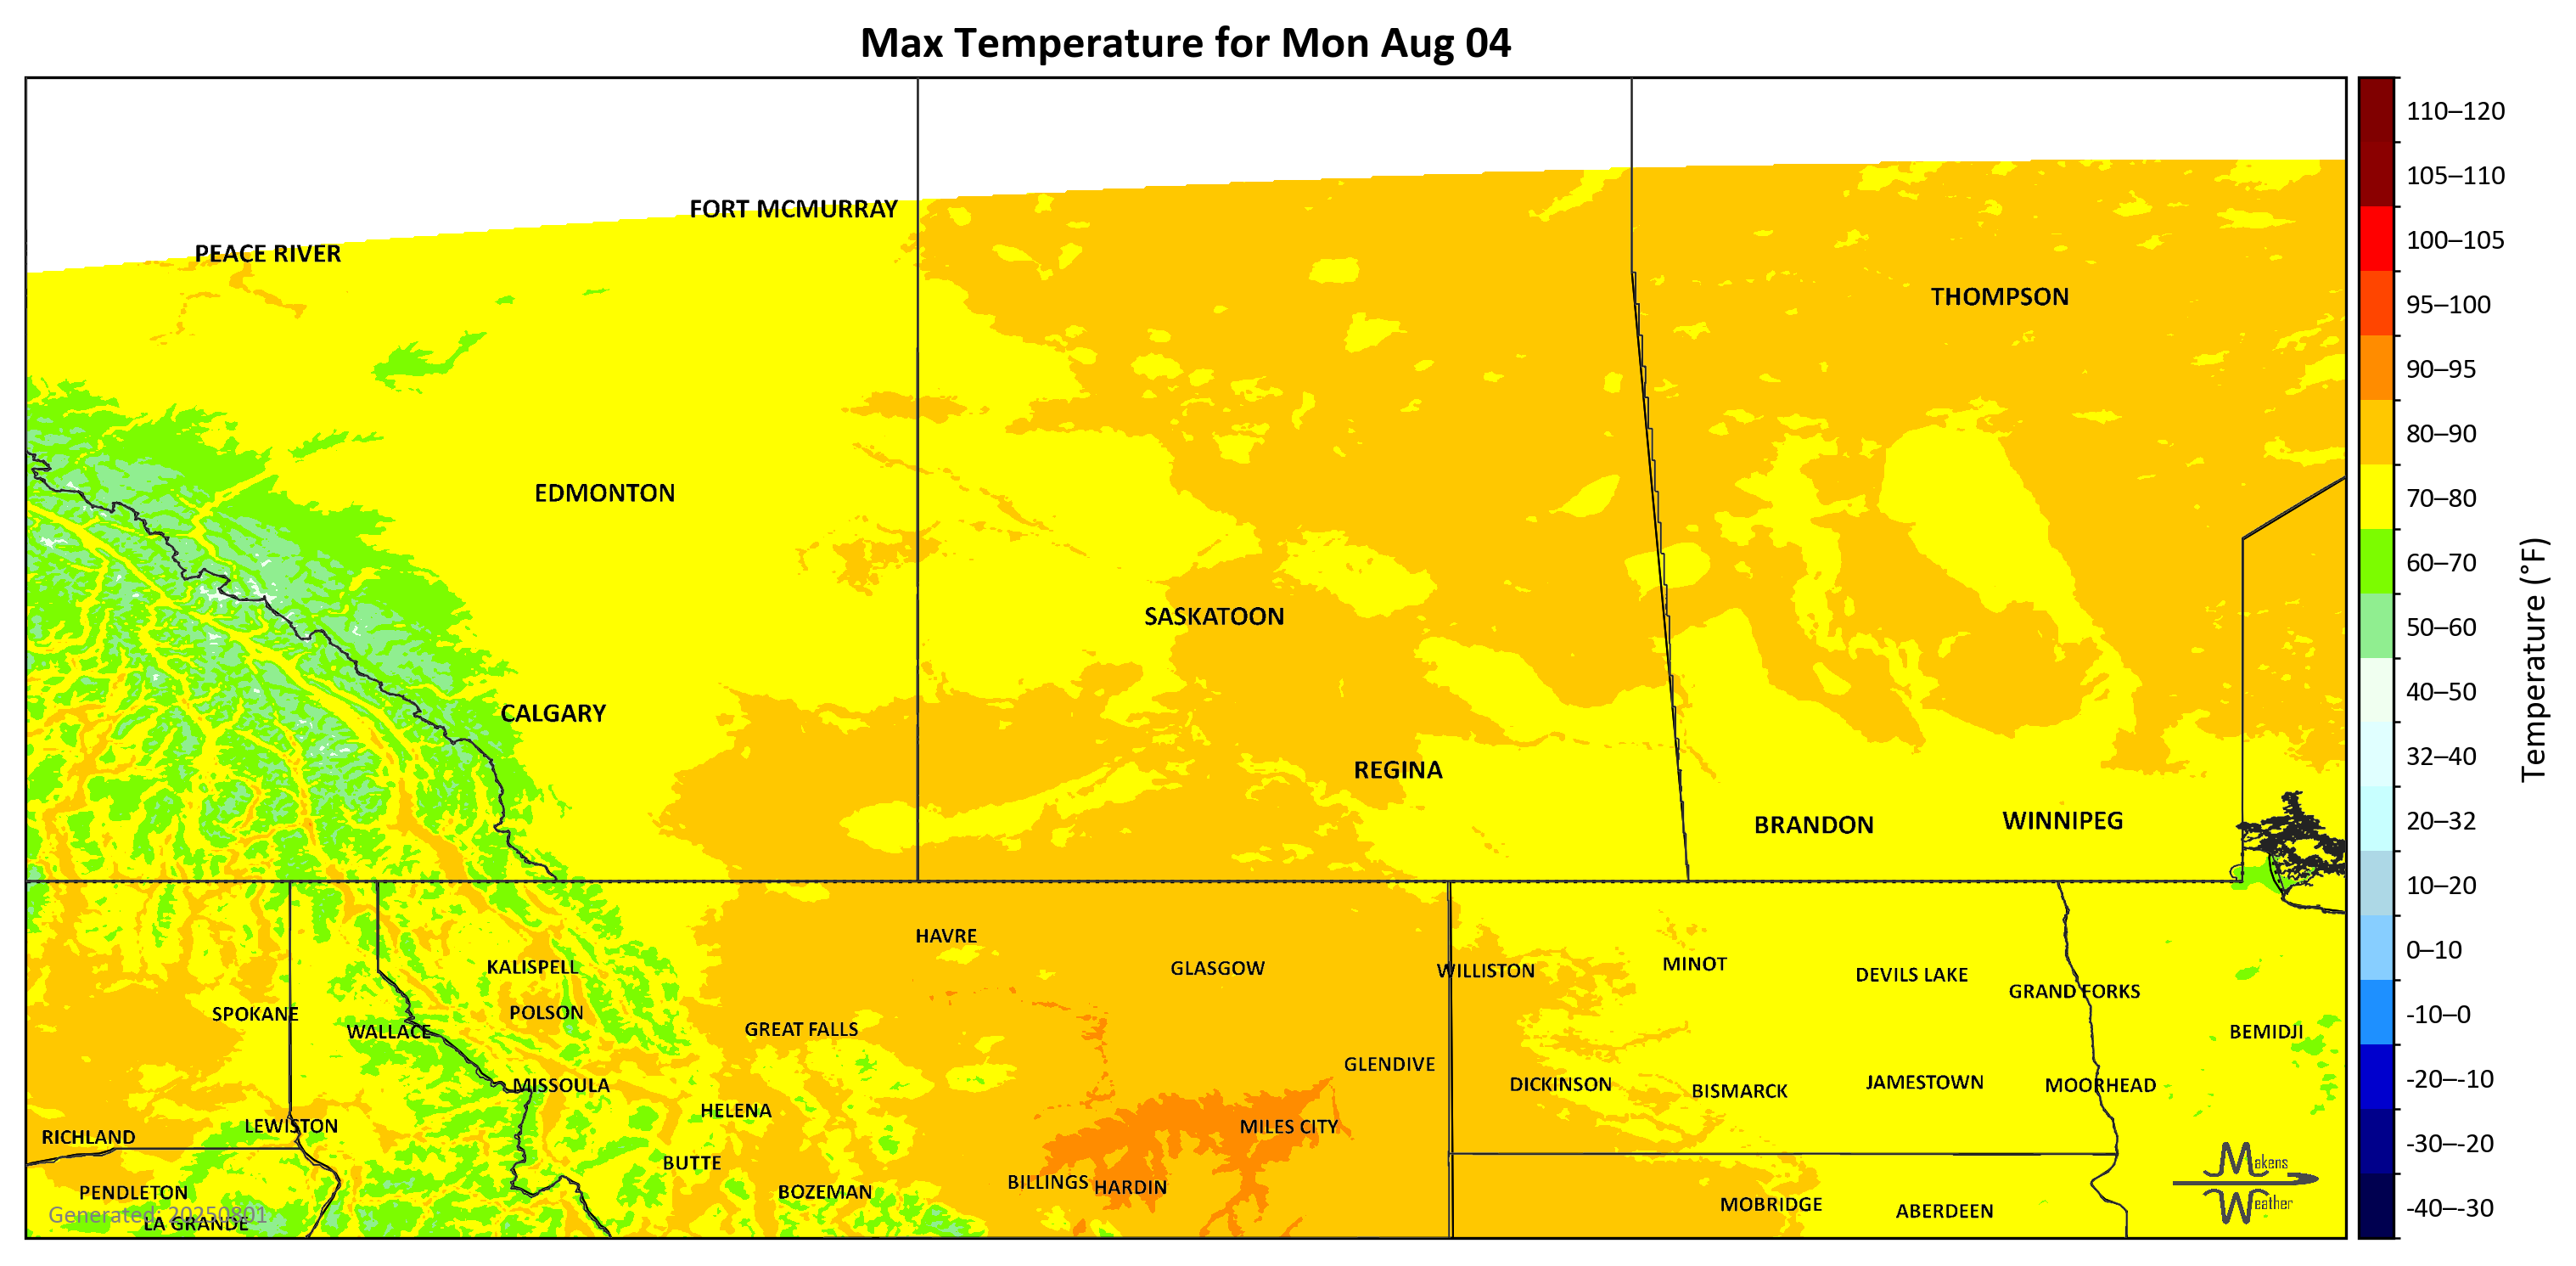 Max Temperature for Mon Aug 04
FORT MCMURRAY
PEACE RIVER
THOMPSON
EDMONTON
SASKATOON
CALGARY
REGINA
BRANDON
WINNIPEG
HAVRE
GLASGOW
KALISPELL
WILLISTON
MINOT
DEVILS LAKE
GRAND FORKS
SPOKANE
POLSON
WALLACE
GREAT FALLS
BEMIDJI
GLENDIVE
MISSOULA
DICKINSON
BISMARCK
JAMESTOWN
MOORHEAD
HELENA
LEWISTON
MILES CITY
RICHLAND
BUTTE
BILLINGS
HARDIN
PENDLETON
BOZEMAN
MOBRIDGE
ABERDEEN
Generated: 20250801
LA GRANDE
Makens
Weather
110–120
105–110
100–105
95–100
90–95
80–90
70–80
60–70
50–60
40–50
32–40
20–32
10–20
0–10
-10–0
-20–-10
-30–-20
-40–-30
Temperature (°F)